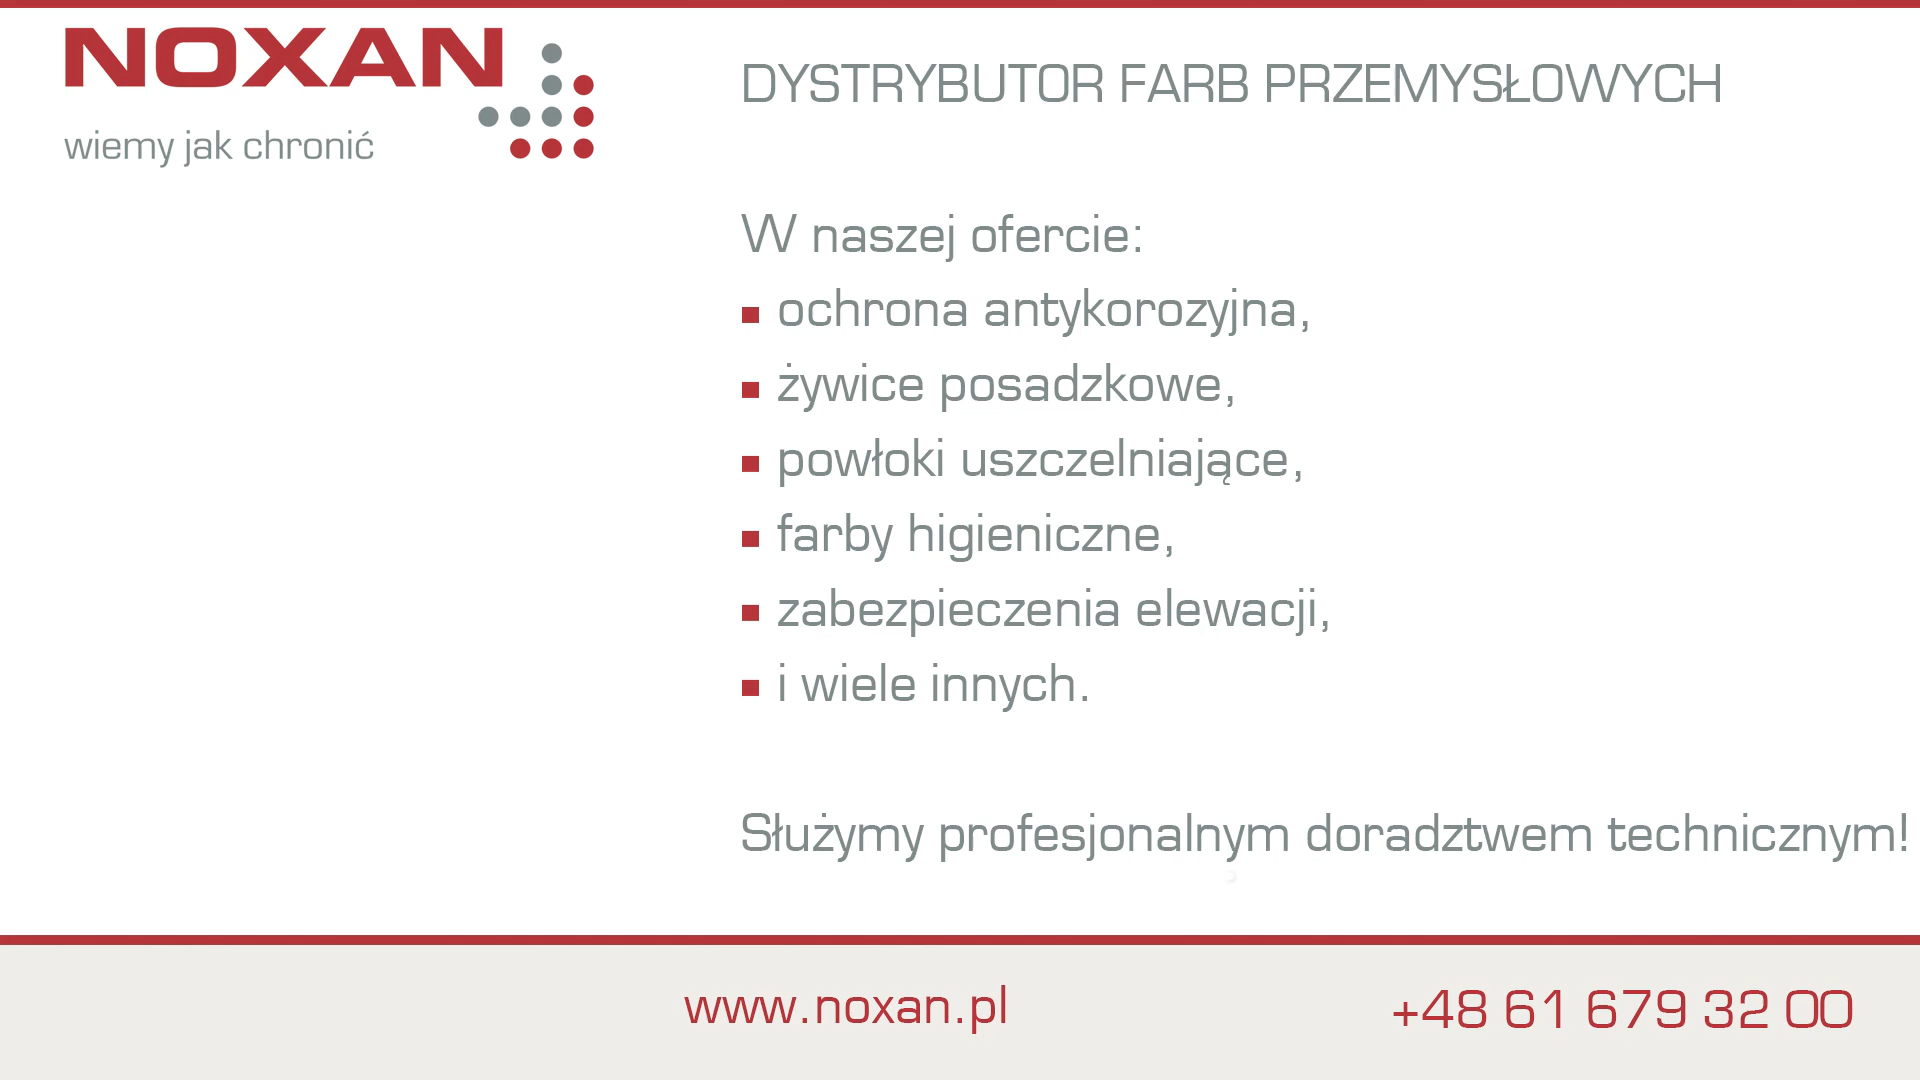 NOXAN
wiemy jak chronić
DYSTRYBUTOR FARB PRZEMYSŁOWYCH
W naszej ofercie:
ochrona antykorozyjna,
żywice posadzkowe,
powłoki uszczelniające,
farby higieniczne,
zabezpieczenia elewacji,
i wiele innych.
Służymy profesjonalnym doradztwem technicznym!
www.noxan.pl
+48 61 679 32 00